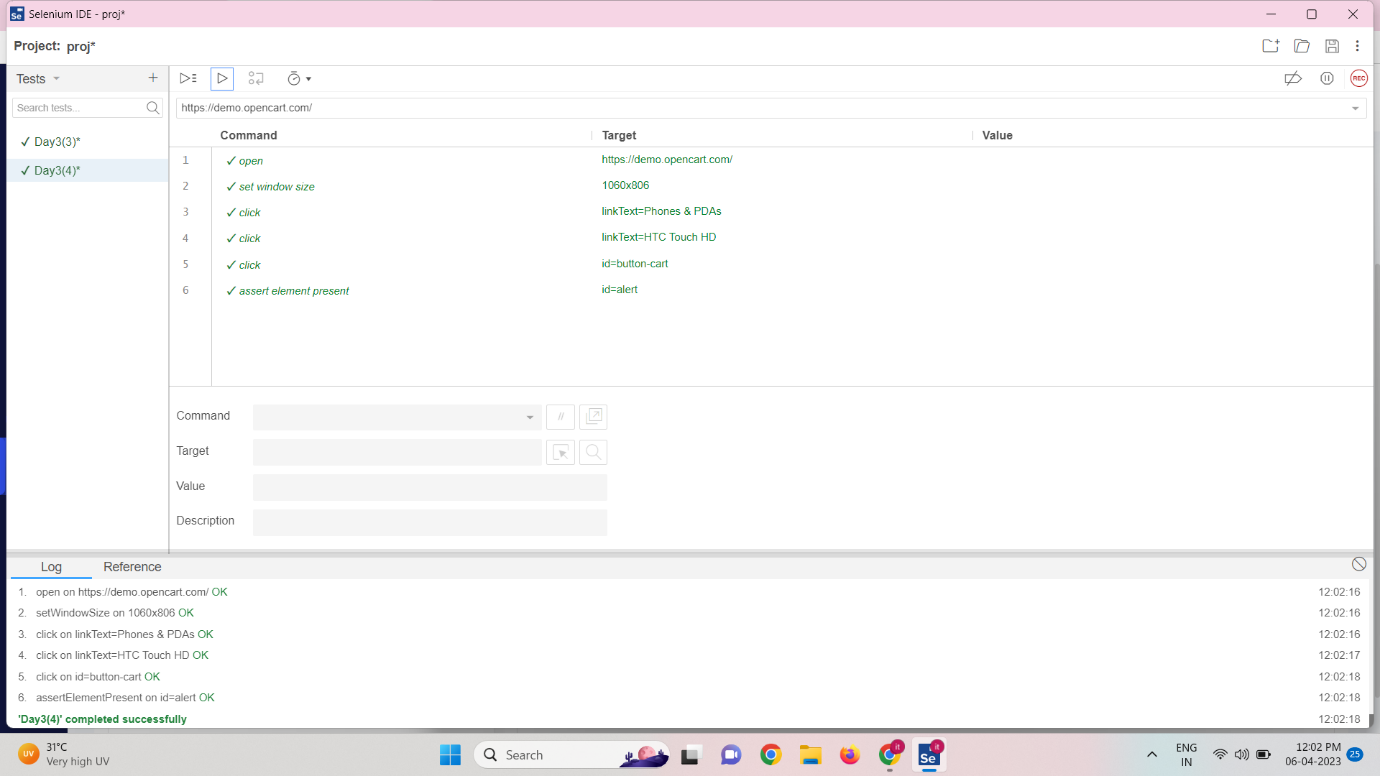 Selenium IDE - proj*
Project: proj*
Tests
Search tests...
✓ Day3(3)*
✓ Day3(4)*
REC
https://demo.opencart.com/
Command Target Value
1 ✓ open https://demo.opencart.com/
2 ✓ set window size 1060x806
3 ✓ click linkText=Phones & PDAs
4 ✓ click linkText=HTC Touch HD
5 ✓ click id=button-cart
6 ✓ assert element present id=alert
Command //
Target
Value
Description
Log Reference
1. open on https://demo.opencart.com/ OK 12:02:16
2. setWindowSize on 1060x806 OK 12:02:16
3. click on linkText=Phones & PDAs OK 12:02:16
4. click on linkText=HTC Touch HD OK 12:02:17
5. click on id=button-cart OK 12:02:18
6. assertElementPresent on id=alert OK 12:02:18
'Day3(4)' completed successfully 12:02:18
UV 31°C
Very high UV
Search
it
Se it
ENG
IN
12:02 PM
06-04-2023
25